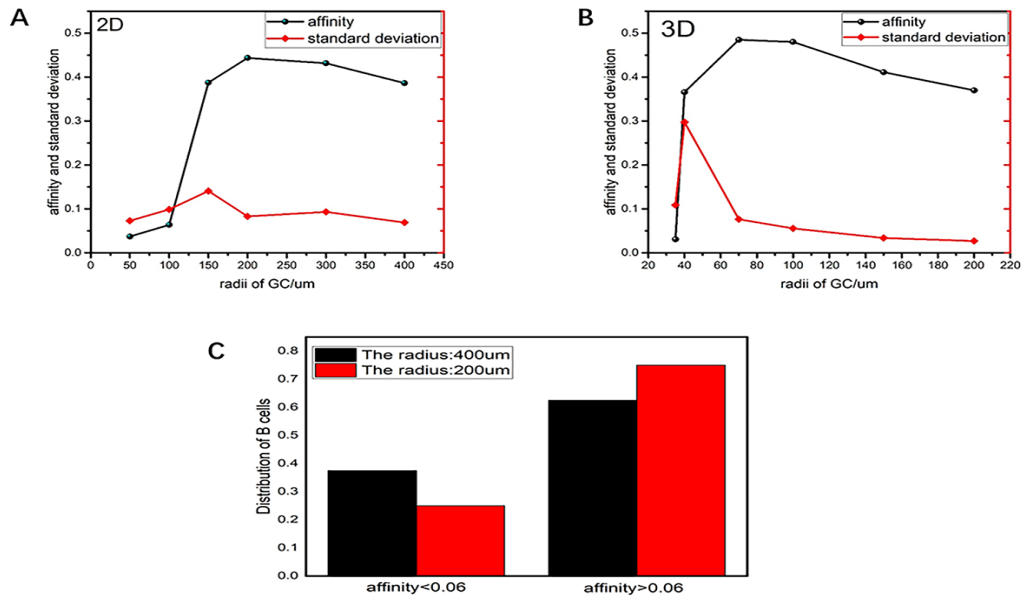 A
2D
affinity
standard deviation
affinity and standard deviation
0.5
0.4
0.3
0.2
0.1
0.0
0 50 100 150 200 250 300 350 400 450
radii of GC/um
B
3D
affinity
standard deviation
affinity and standard deviation
0.5
0.4
0.3
0.2
0.1
0.0
20 40 60 80 100 120 140 160 180 200 220
radii of GC/um
C
The radius:400um
The radius:200um
Distribution of B cells
0.8
0.7
0.6
0.5
0.4
0.3
0.2
0.1
0.0
affinity<0.06 affinity>0.06